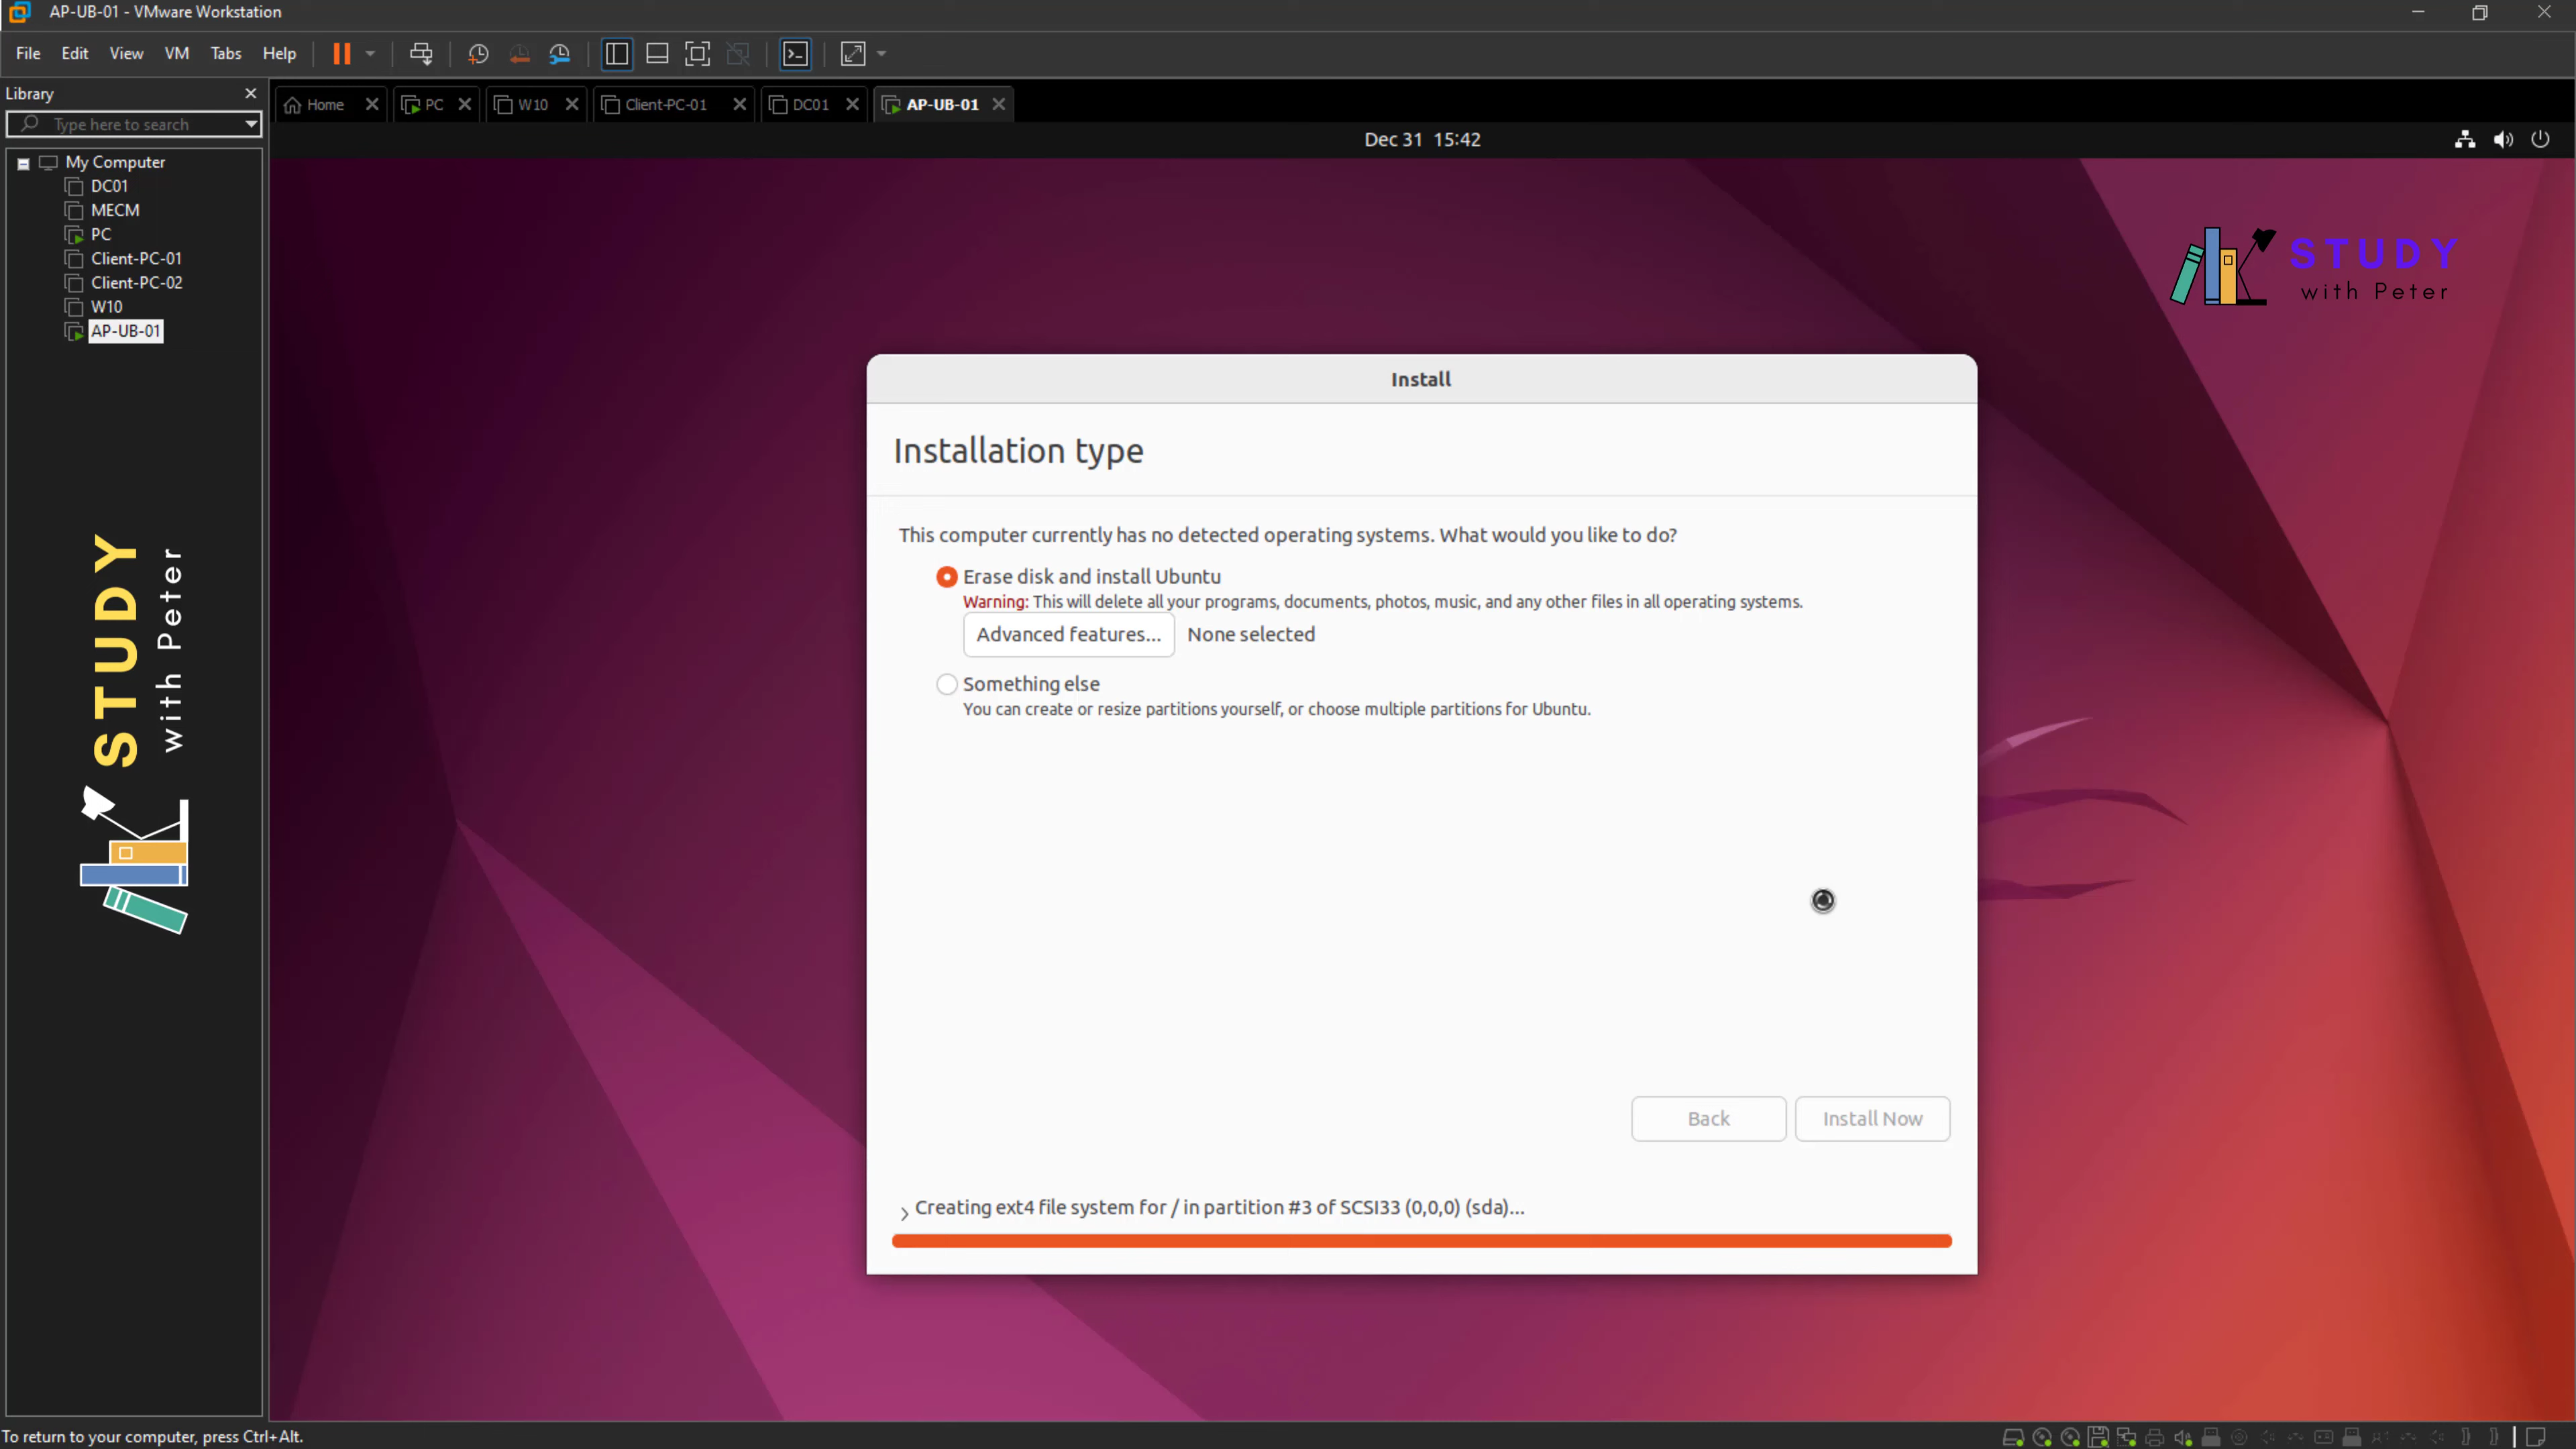 AP-UB-01 - VMware Workstation
File Edit View VM Tabs Help
Library
Type here to search
My Computer
DC01
MECM
PC
Client-PC-01
Client-PC-02
W10
AP-UB-01
STUDY
with Peter
Home PC W10 Client-PC-01 DC01 AP-UB-01
Dec 31 15:42
STUDY
with Peter
Install
Installation type
This computer currently has no detected operating systems. What would you like to do?
Erase disk and install Ubuntu
Warning: This will delete all your programs, documents, photos, music, and any other files in all operating systems.
Advanced features... None selected
Something else
You can create or resize partitions yourself, or choose multiple partitions for Ubuntu.
Back Install Now
Creating ext4 file system for / in partition #3 of SCSI33 (0,0,0) (sda)...
To return to your computer, press Ctrl+Alt.